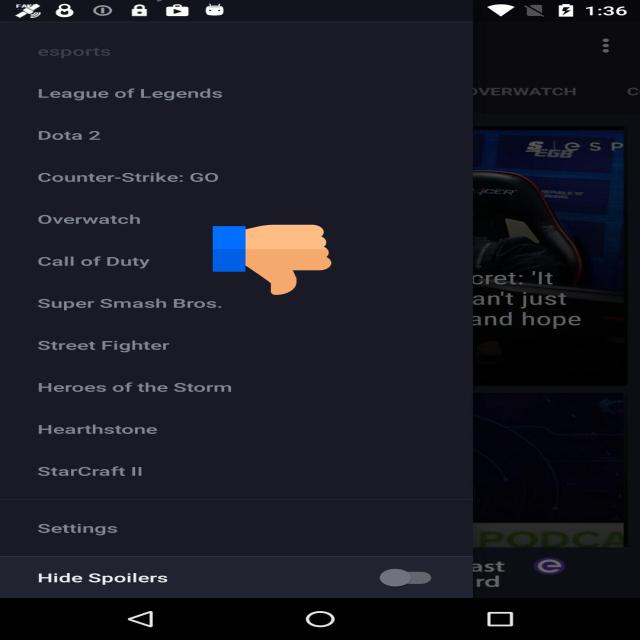 1:36
esports
League of Legends
Dota 2
Counter-Strike: GO
Overwatch
Call of Duty
Super Smash Bros.
Street Fighter
Heroes of the Storm
Hearthstone
StarCraft II
Settings
Hide Spoilers
OVERWATCH
ESP
EGB
cret: 'It
an't just
and hope
PODCA
ast
rd